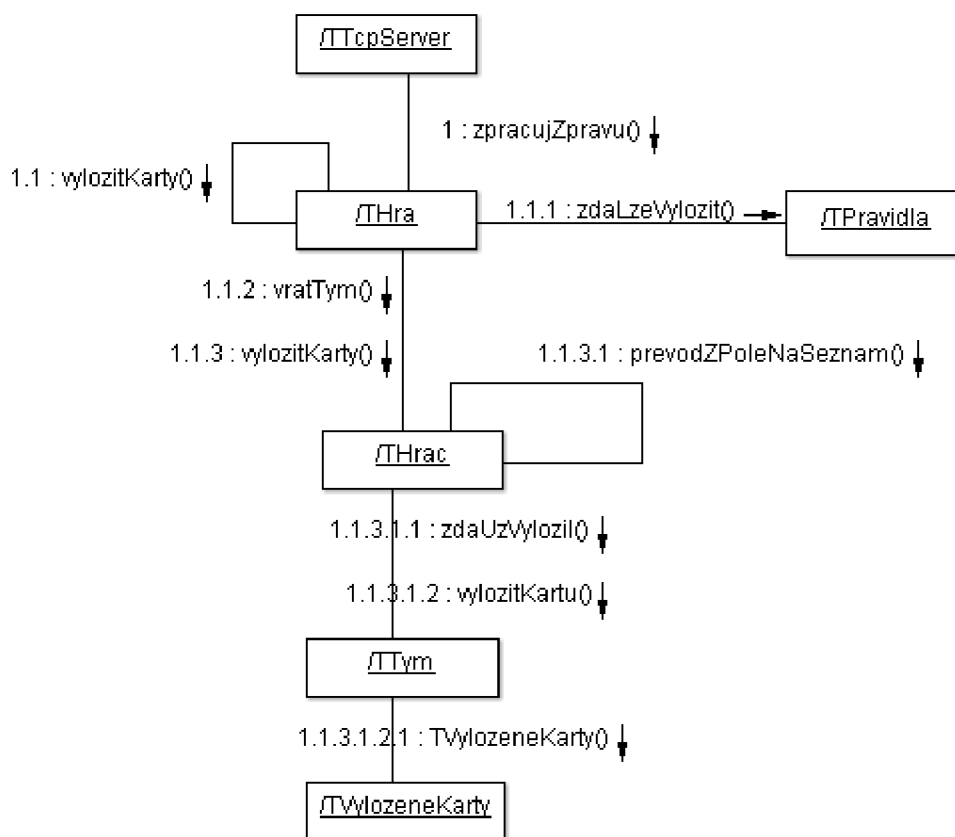 /TTcpServer
1 : zpracujZpravu()
1.1 : vylozitKarty()
/THra
1.1.1 : zdaLzeVylozit()
/TPravidla
1.1.2 : vratTym()
1.1.3 : vylozitKarty()
1.1.3.1 : prevodZPoleNaSeznam()
/THrac
1.1.3.1.1 : zdaUzVylozil()
1.1.3.1.2 : vylozitKartu()
/TTym
1.1.3.1.2.1 : TVylozeneKarty()
/TVylozeneKarty